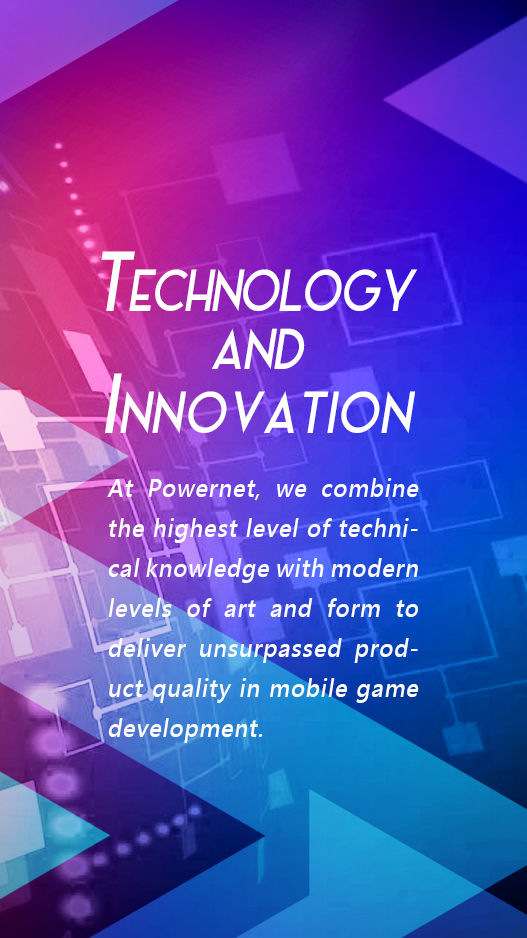 Technology
and
Innovation
At Powernet, we combine
the highest level of techni-
cal knowledge with modern
levels of art and form to
deliver unsurpassed prod-
uct quality in mobile game
development.